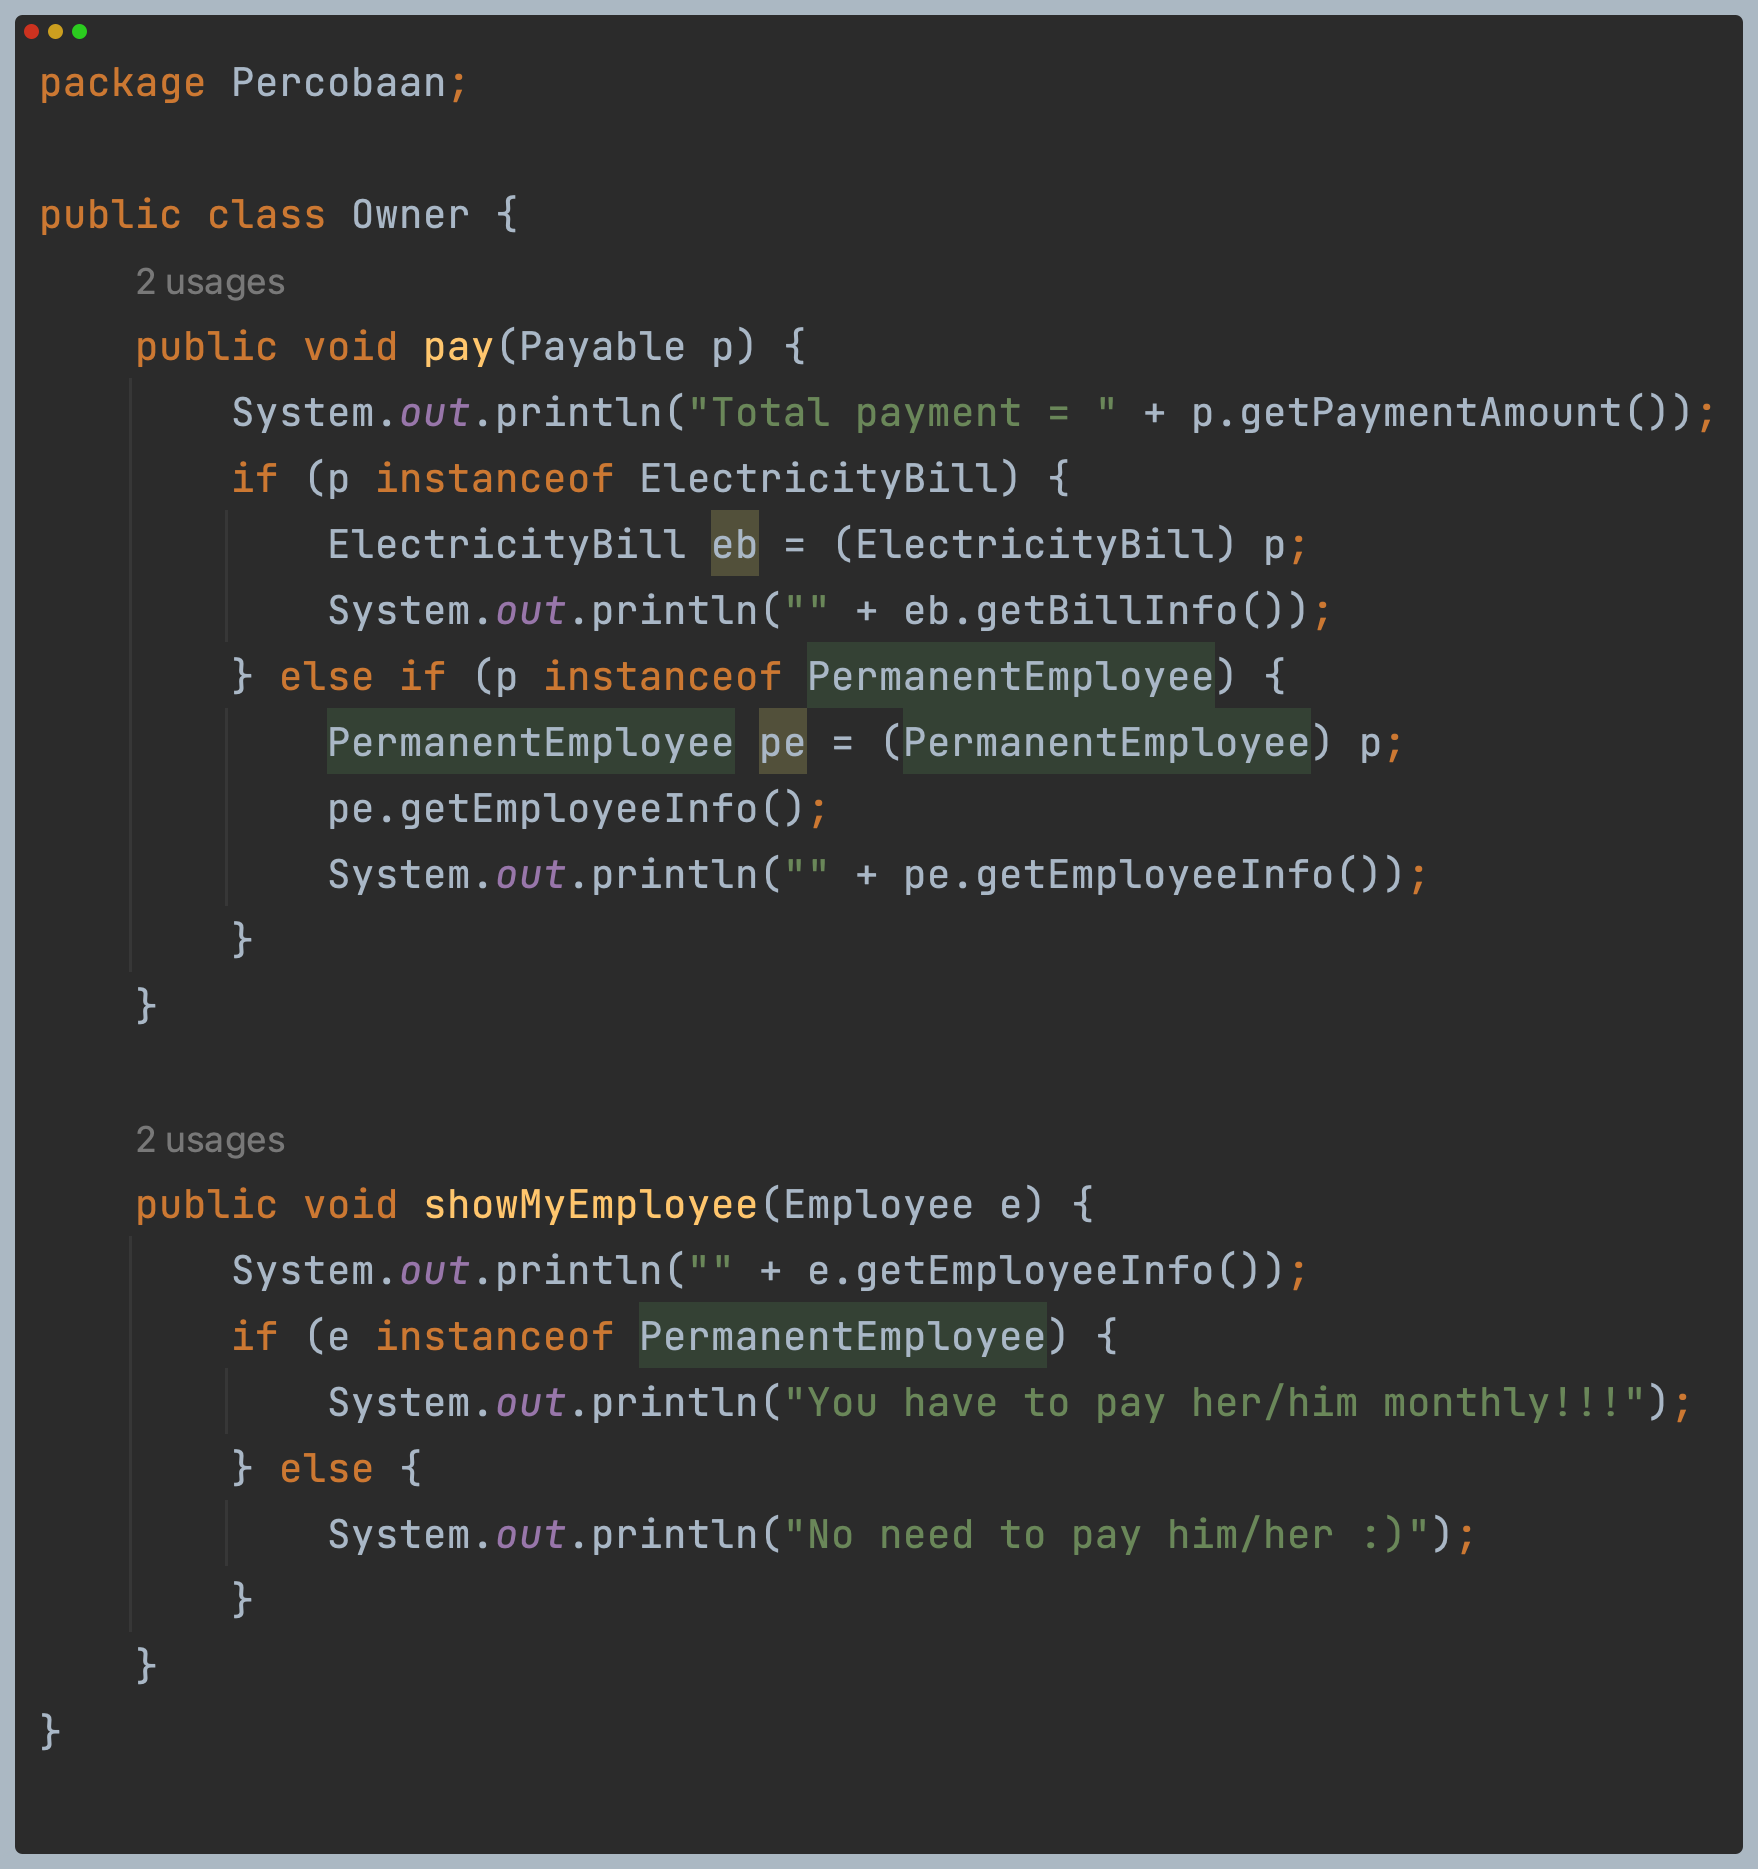 package Percobaan;
public class Owner {
2 usages
public void pay(Payable p) {
System.out.println("Total payment = " + p.getPaymentAmount());
if (p instanceof ElectricityBill) {
ElectricityBill eb = (ElectricityBill) p;
System.out.println("" + eb.getBillInfo());
} else if (p instanceof PermanentEmployee) {
PermanentEmployee pe = (PermanentEmployee) p;
pe.getEmployeeInfo();
System.out.println("" + pe.getEmployeeInfo());
}
}
2 usages
public void showMyEmployee(Employee e) {
System.out.println("" + e.getEmployeeInfo());
if (e instanceof PermanentEmployee) {
System.out.println("You have to pay her/him monthly!!!");
} else {
System.out.println("No need to pay him/her :)");
}
}
}